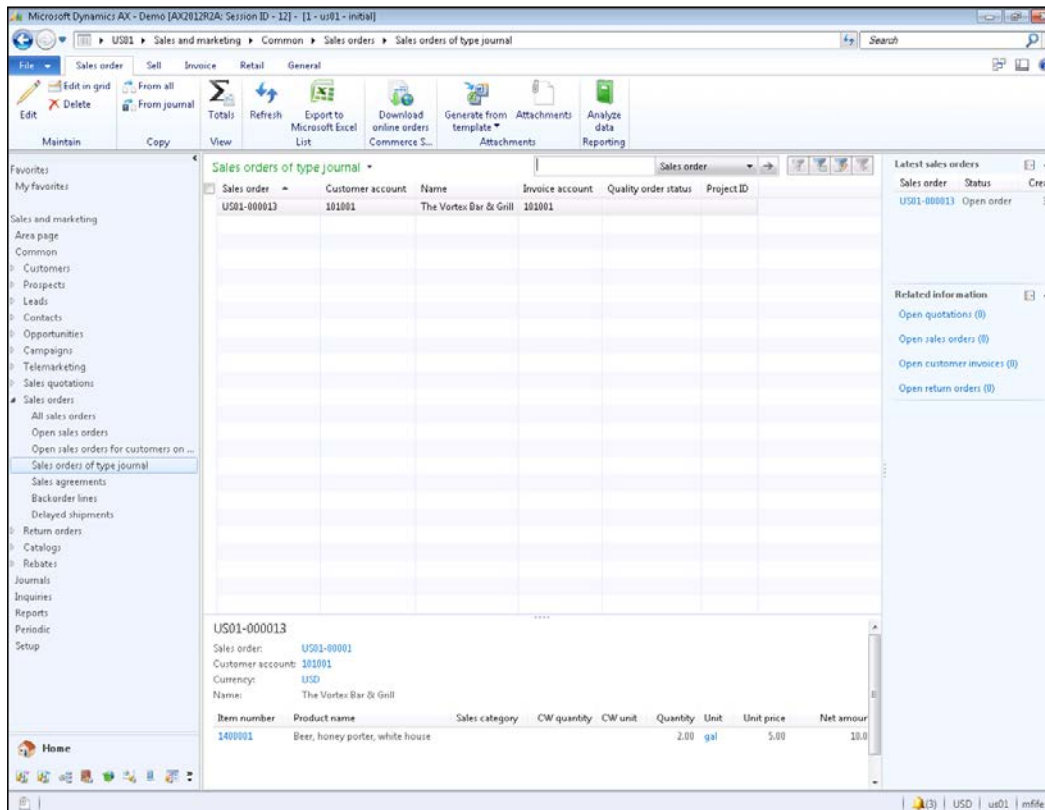 Microsoft Dynamics AX - Demo [AX2012R2A: Session ID - 12] - [1 - us01 - initial]
US01 Sales and marketing Common Sales orders Sales orders of type journal
Search
File Sales order Sell Invoice Retail General
Edit
Edit in grid
Delete
Maintain
From all
From journal
Copy
Totals
View
Refresh
Export to Microsoft Excel
List
Download online orders
Commerce S...
Generate from template
Attachments
Attachments
Analyze data
Reporting
Favorites
My favorites
Sales and marketing
Area page
Common
Customers
Prospects
Leads
Contacts
Opportunities
Campaigns
Telemarketing
Sales quotations
Sales orders
All sales orders
Open sales orders
Open sales orders for customers on ...
Sales orders of type journal
Sales agreements
Backorder lines
Delayed shipments
Return orders
Catalogs
Rebates
Journals
Inquiries
Reports
Periodic
Setup
Home
Sales orders of type journal
Sales order
Sales order Customer account Name Invoice account Quality order status Project ID
US01-000013 101001 The Vortex Bar & Grill 101001
US01-000013
Sales order: US01-00001
Customer account: 101001
Currency: USD
Name: The Vortex Bar & Grill
Item number Product name Sales category CW quantity CW unit Quantity Unit Unit price Net amour
1400001 Beer, honey porter, white house 2.00 gal 5.00 10.0
Latest sales orders
Sales order Status Crea
US01-000013 Open order
Related information
Open quotations (0)
Open sales orders (0)
Open customer invoices (0)
Open return orders (0)
(3) USD us01